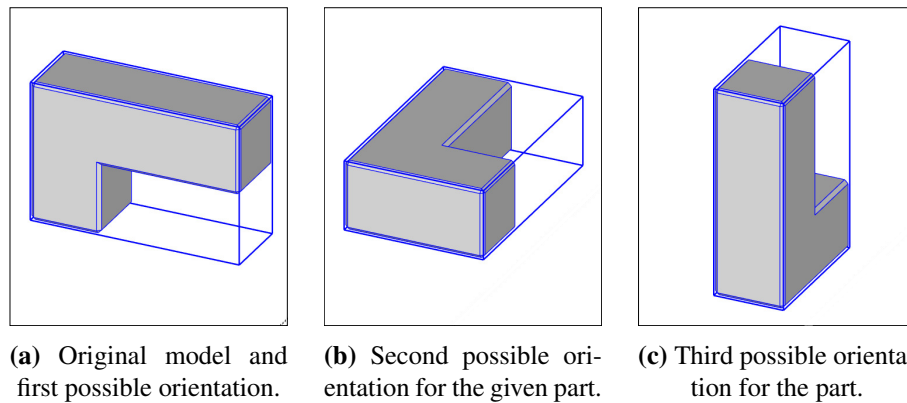 (a) Original model and
first possible orientation.
(b) Second possible ori-
entation for the given part.
(c) Third possible orienta
tion for the part.